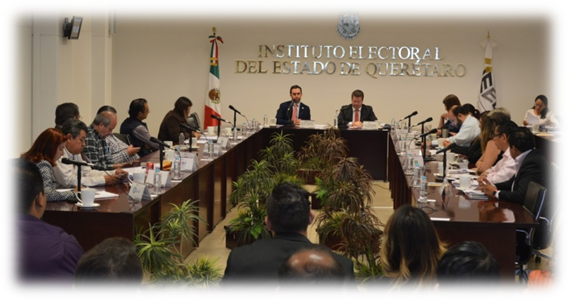 INSTITUTO ELECTORAL
DEL ESTADO DE QUERÉTARO